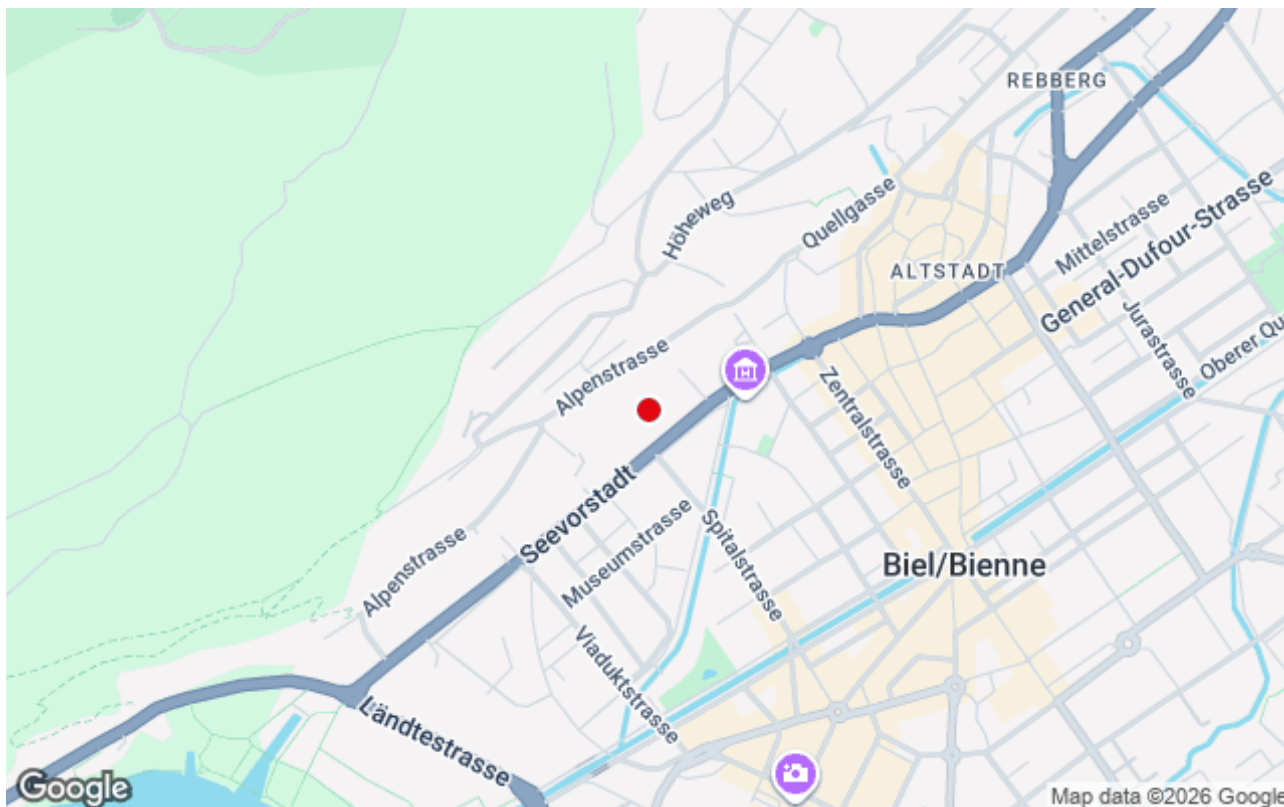 REBBERG
Höheweg
Quellgasse
Mittelstrasse
General-Dufour-Strasse
ALTSTADT
Jurastrasse
Oberer Qu
Alpenstrasse
Zentralstrasse
Seevorstadt
Spitalstrasse
Museumstrasse
Alpenstrasse
Biel/Bienne
Viaduktstrasse
Ländtestrasse
Google
Map data ©2026 Google